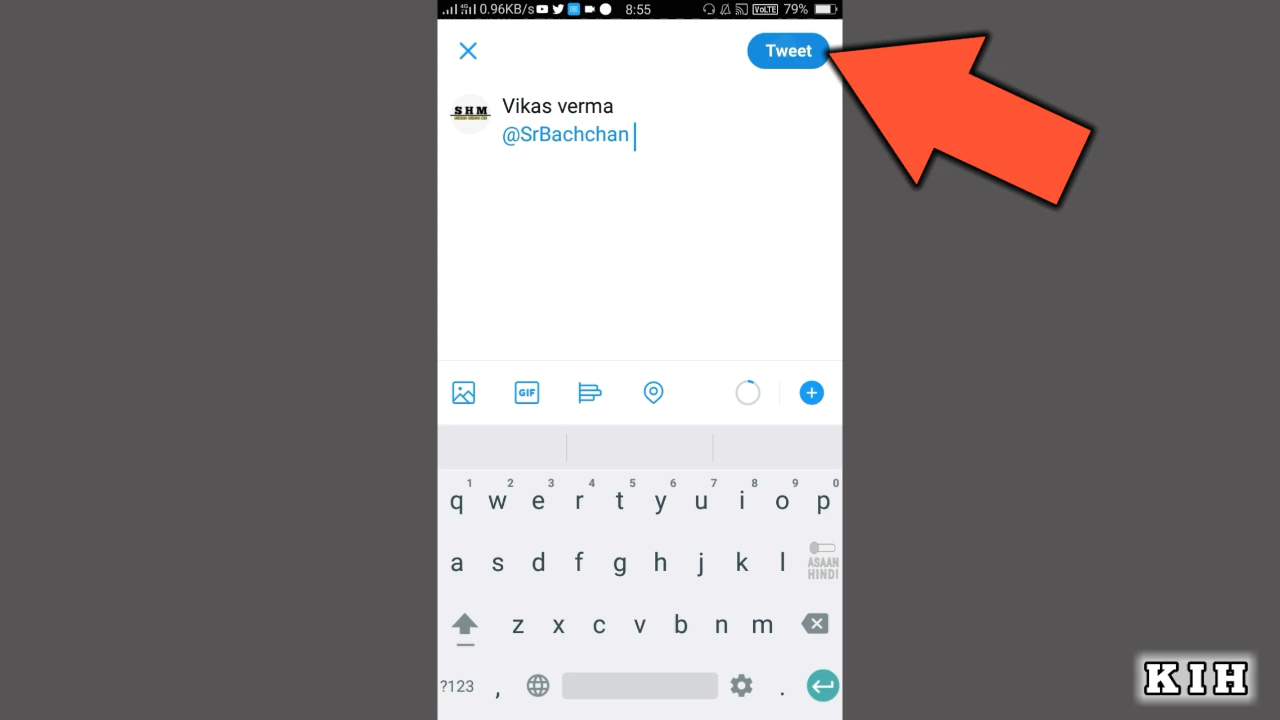 0.96KB/s 8:55 VoLTE 79%
Tweet
SHM
Vikas verma
@SrBachchan
GIF
1 2 3 4 5 6 7 8 9 0
q w e r t y u i o p
a s d f g h j k l
ASAAN
HINDI
z x c v b n m
?123 , .
KIH